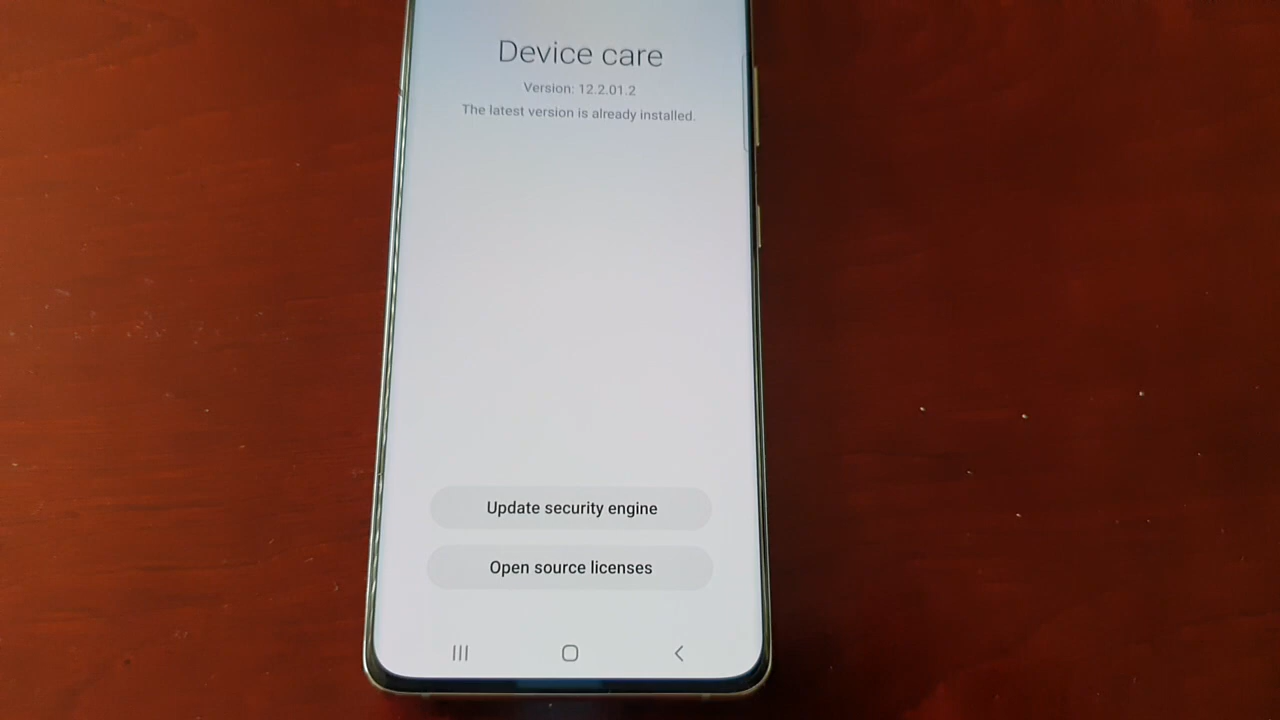 Device care
Version: 12.2.01.2
The latest version is already installed.
Update security engine
Open source licenses